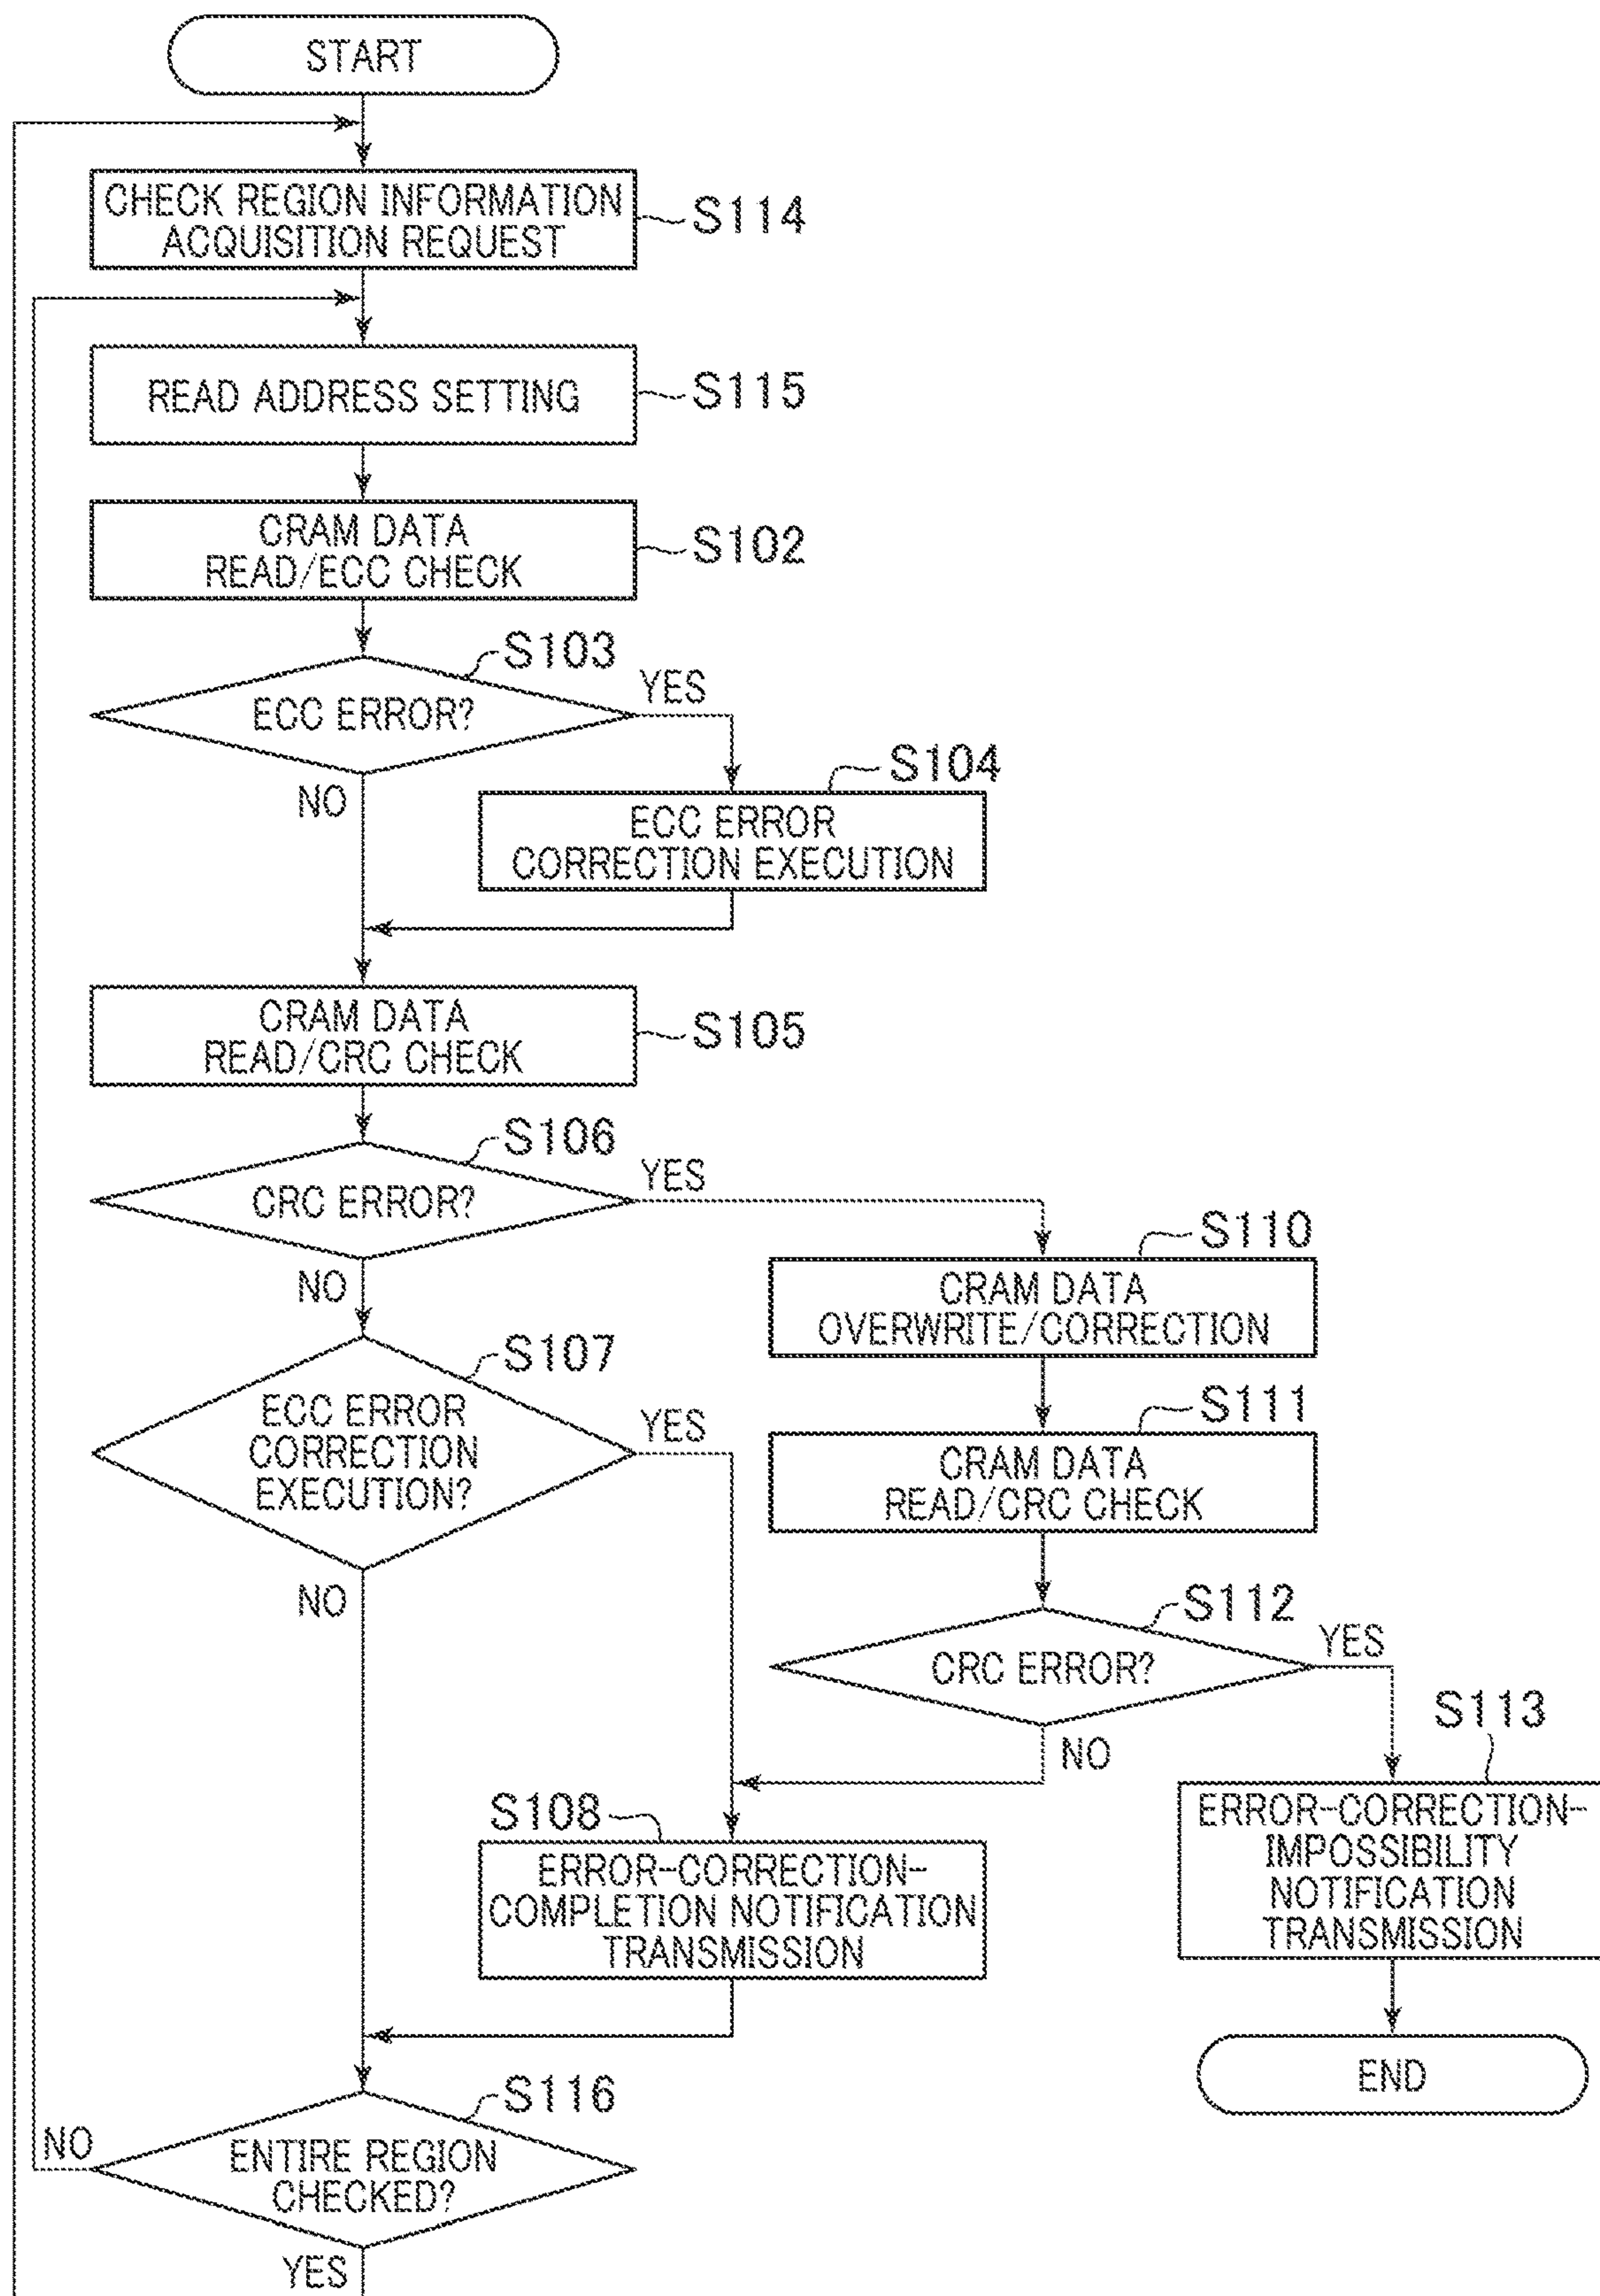 START
CHECK REGION INFORMATION
ACQUISITION REQUEST
S114
READ ADDRESS SETTING
S115
CRAM DATA
READ/ECC CHECK
S102
S103
ECC ERROR?
YES
NO
S104
ECC ERROR
CORRECTION EXECUTION
CRAM DATA
READ/CRC CHECK
S105
S106
CRC ERROR?
YES
NO
S110
CRAM DATA
OVERWRITE/CORRECTION
S107
ECC ERROR
CORRECTION
EXECUTION?
YES
NO
S111
CRAM DATA
READ/CRC CHECK
S112
CRC ERROR?
YES
NO
S113
ERROR-CORRECTION-
IMPOSSIBILITY
NOTIFICATION
TRANSMISSION
S108
ERROR-CORRECTION-
COMPLETION NOTIFICATION
TRANSMISSION
END
S116
ENTIRE REGION
CHECKED?
NO
YES